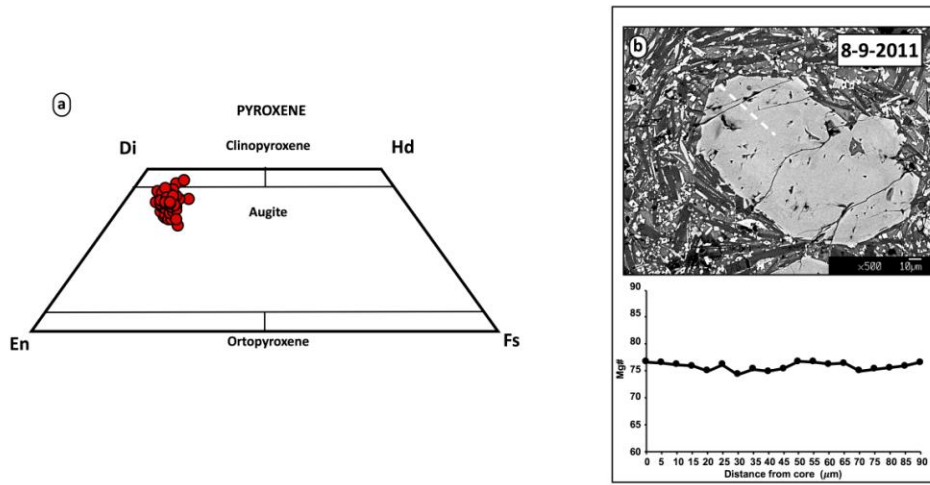 a
PYROXENE
Di
Clinopyroxene
Hd
Augite
En
Ortopyroxene
Fs
b
8-9-2011
x500 10µm
90
85
80
75
70
65
60
Mg#
0 5 10 15 20 25 30 35 40 45 50 55 60 65 70 75 80 85 90
Distance from core (µm)